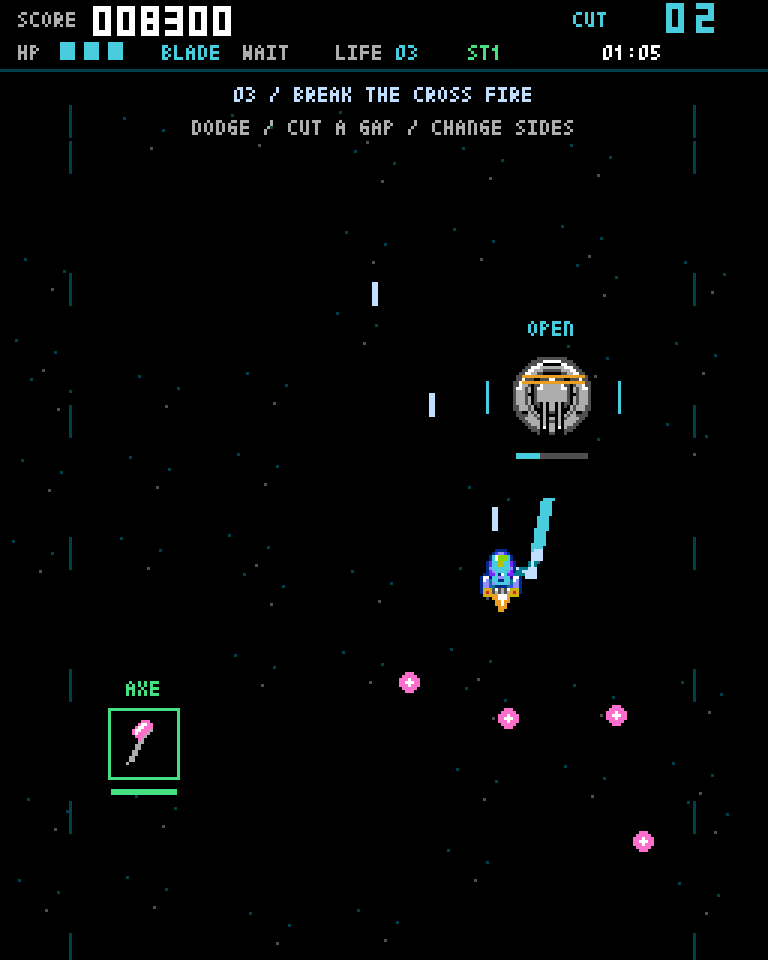 SCORE 008300 CUT 02
HP BLADE WAIT LIFE 03 ST1 01:05
03 / BREAK THE CROSS FIRE
DODGE / CUT A GAP / CHANGE SIDES
OPEN
AXE